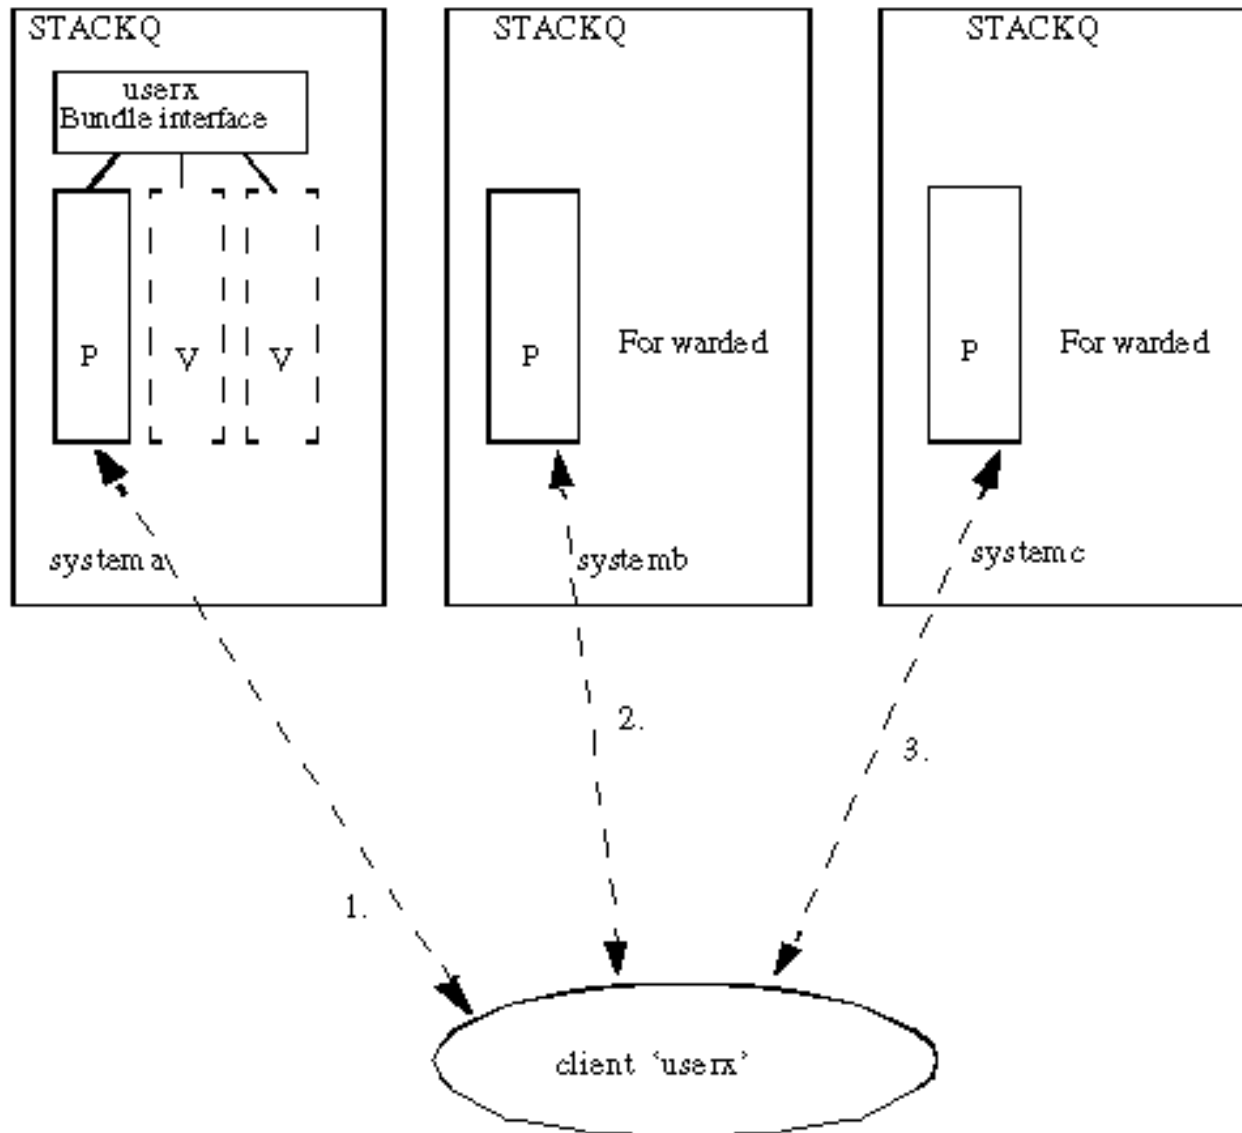 STACKQ
STACKQ
STACKQ
userx
Bundle interface
P
V
V
P
Forwarded
P
Forwarded
systema
systemb
systemc
2.
3.
1.
client 'userx'